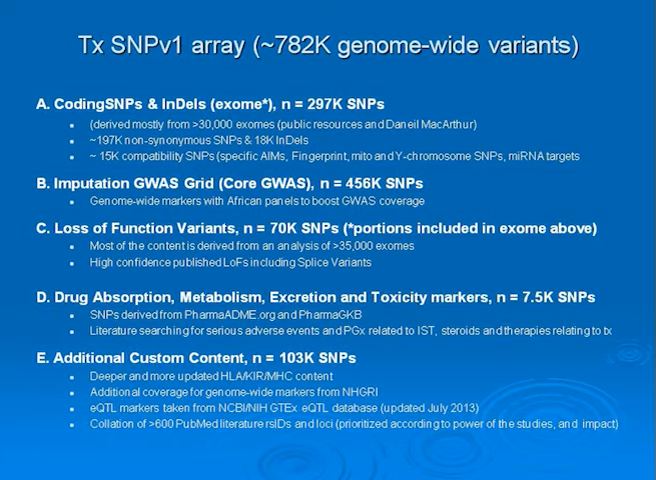 Tx SNPv1 array (~782K genome-wide variants)
A. CodingSNPs & InDels (exome*), n = 297K SNPs
(derived mostly from >30,000 exomes (public resources and Daneil MacArthur)
~197K non-synonymous SNPs & 18K InDels
~ 15K compatibility SNPs (specific AIMs, Fingerprint, mito and Y-chromosome SNPs, miRNA targets
B. Imputation GWAS Grid (Core GWAS), n = 456K SNPs
Genome-wide markers with African panels to boost GWAS coverage
C. Loss of Function Variants, n = 70K SNPs (*portions included in exome above)
Most of the content is derived from an analysis of >35,000 exomes
High confidence published LoFs including Splice Variants
D. Drug Absorption, Metabolism, Excretion and Toxicity markers, n = 7.5K SNPs
SNPs derived from PharmaADME.org and PharmaGKB
Literature searching for serious adverse events and PGx related to IST, steroids and therapies relating to tx
E. Additional Custom Content, n = 103K SNPs
Deeper and more updated HLA/KIR/MHC content
Additional coverage for genome-wide markers from NHGRI
eQTL markers taken from NCBI/NIH GTEx eQTL database (updated July 2013)
Collation of >600 PubMed literature rsIDs and loci (prioritized according to power of the studies, and impact)